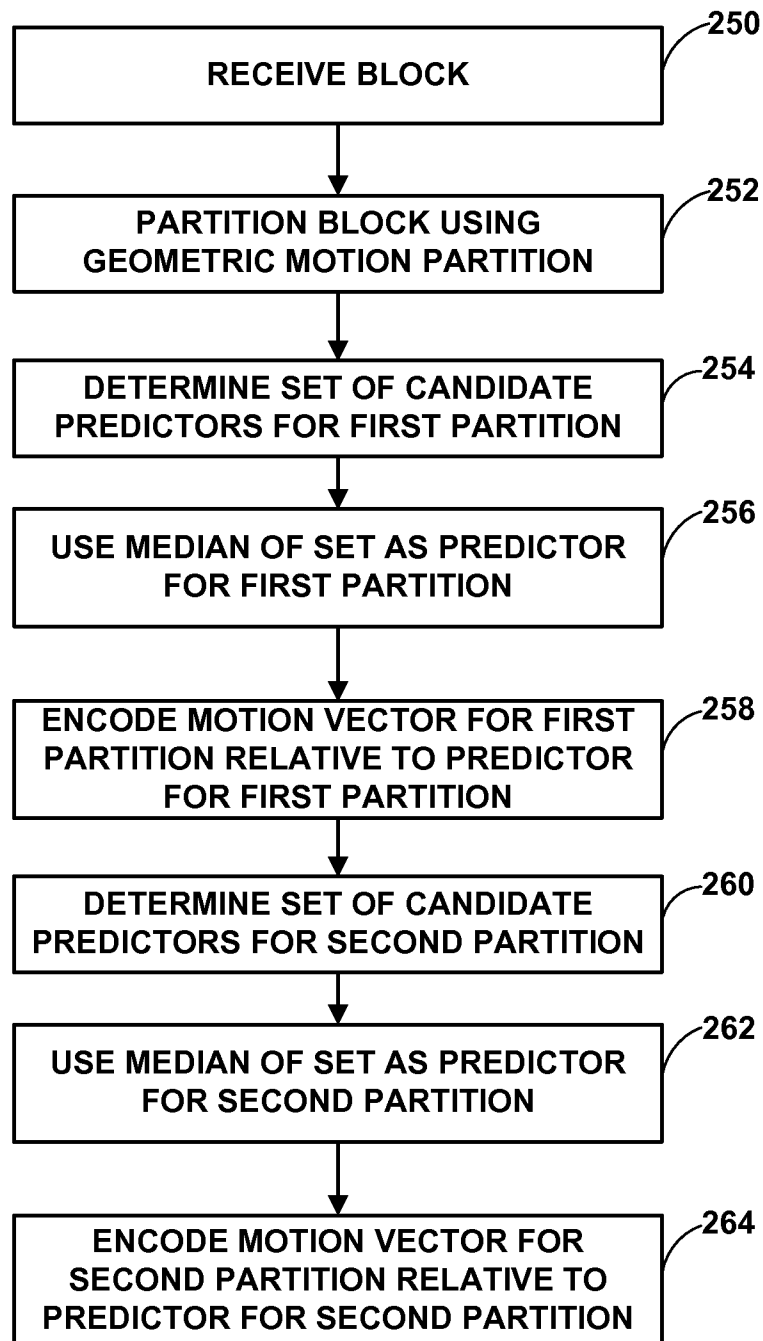 250
RECEIVE BLOCK
252
PARTITION BLOCK USING
GEOMETRIC MOTION PARTITION
254
DETERMINE SET OF CANDIDATE
PREDICTORS FOR FIRST PARTITION
256
USE MEDIAN OF SET AS PREDICTOR
FOR FIRST PARTITION
258
ENCODE MOTION VECTOR FOR FIRST
PARTITION RELATIVE TO PREDICTOR
FOR FIRST PARTITION
260
DETERMINE SET OF CANDIDATE
PREDICTORS FOR SECOND PARTITION
262
USE MEDIAN OF SET AS PREDICTOR
FOR SECOND PARTITION
264
ENCODE MOTION VECTOR FOR
SECOND PARTITION RELATIVE TO
PREDICTOR FOR SECOND PARTITION